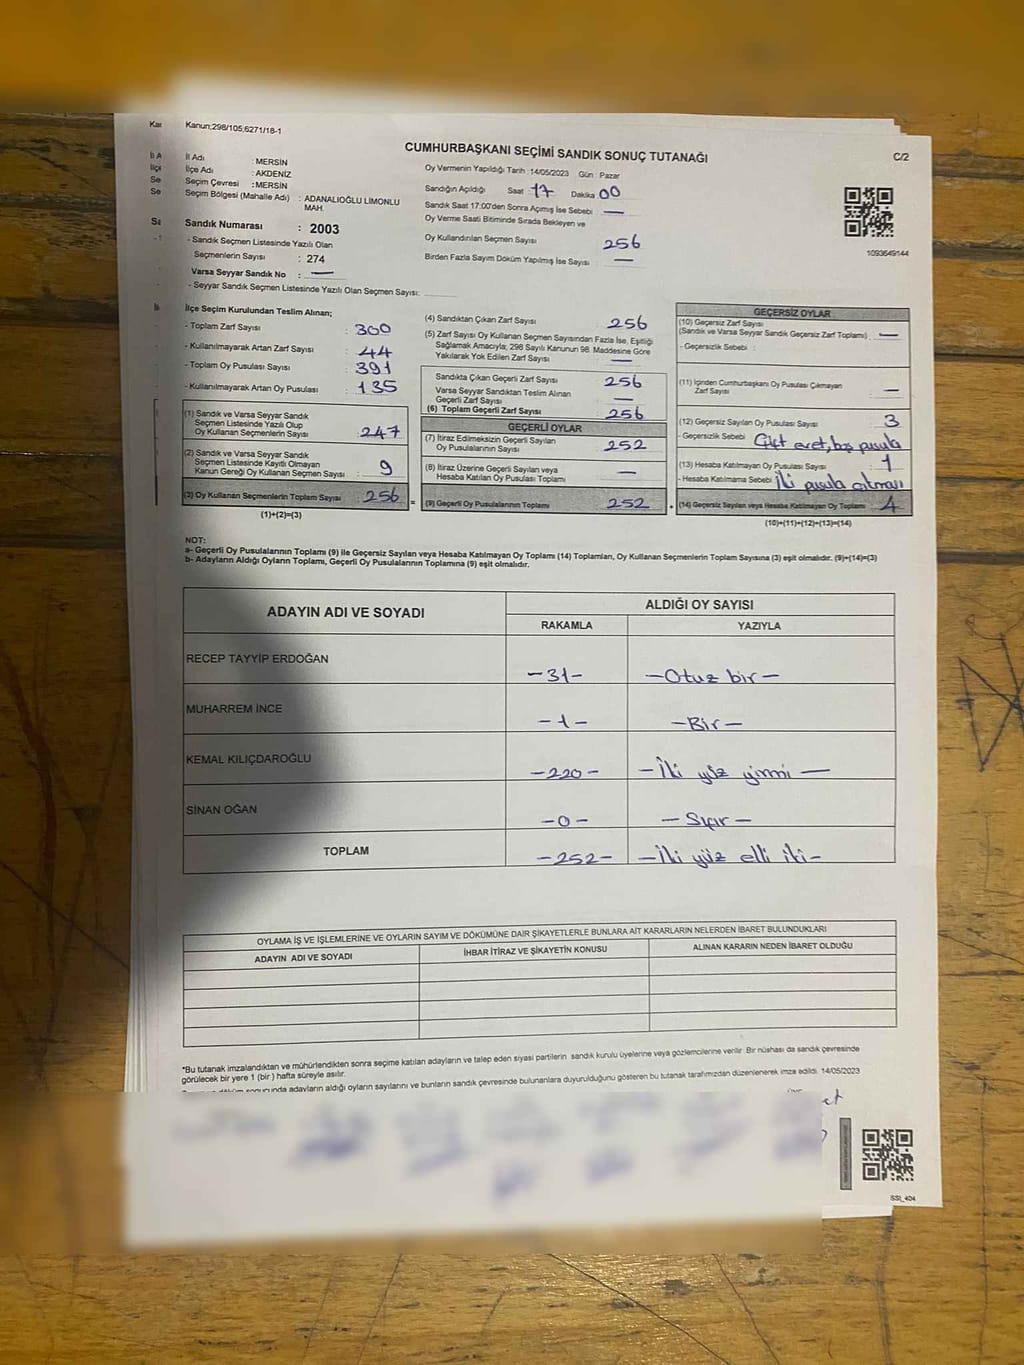 Kanun;298/105;6271/18-1
CUMHURBAŞKANI SEÇİMİ SANDIK SONUÇ TUTANAĞI
C/2
İl Adı : MERSİN
İlçe Adı : AKDENİZ
Seçim Çevresi : MERSİN
Seçim Bölgesi (Mahalle Adı) : ADANALIOĞLU LIMONLU
MAH.
Sandık Numarası : 2003
- Sandık Seçmen Listesinde Yazılı Olan
Seçmenlerin Sayısı : 274
Varsa Seyyar Sandık No : —
- Seyyar Sandık Seçmen Listesinde Yazılı Olan Seçmen Sayısı:
Oy Vermenin Yapıldığı Tarih :14/05/2023 Gün : Pazar
Sandığın Açıldığı Saat : 17 Dakika 00
Sandık Saat 17:00'den Sonra Açımış İse Sebebi —
Oy Verme Saati Bitiminde Sırada Bekleyen ve
Oy Kullandırılan Seçmen Sayısı 256
Birden Fazla Sayım Döküm Yapılmış İse Sayısı : —
1093649144
İlçe Seçim Kurulundan Teslim Alınan;
- Toplam Zarf Sayısı : 300
- Kullanılmayarak Artan Zarf Sayısı : 44
- Toplam Oy Pusulası Sayısı : 391
- Kullanılmayarak Artan Oy Pusulası : 135
(1) Sandık ve Varsa Seyyar Sandık
Seçmen Listesinde Yazılı Olup
Oy Kullanan Seçmenlerin Sayısı : 247
(2) Sandık ve Varsa Seyyar Sandık
Seçmen Listesinde Kayıtlı Olmayan
Kanun Gereği Oy Kullanan Seçmen Sayısı : 9
(3) Oy Kullanan Seçmenlerin Toplam Sayısı 256
(1)+(2)=(3)
(4) Sandıktan Çıkan Zarf Sayısı : 256
(5) Zarf Sayısı Oy Kullanan Seçmen Sayısından Fazla İse, Eşitliği
Sağlamak Amacıyla; 298 Sayılı Kanunun 98. Maddesine Göre
Yakılarak Yok Edilen Zarf Sayısı —
Sandıkta Çıkan Geçerli Zarf Sayısı 256
Varsa Seyyar Sandıktan Teslim Alınan
Geçerli Zarf Sayısı —
(6) Toplam Geçerli Zarf Sayısı 256
GEÇERLİ OYLAR
(7) İtiraz Edilmeksizin Geçerli Sayılan
Oy Pusulalarının Sayısı 252
(8) İtiraz Üzerine Geçerli Sayılan veya
Hesaba Katılan Oy Pusulası Toplamı —
(9) Geçerli Oy Pusulalarının Toplamı 252
GEÇERSİZ OYLAR
(10) Geçersiz Zarf Sayısı
(Sandık ve Varsa Seyyar Sandık Geçersiz Zarf Toplamı) —
- Geçersizlik Sebebi :
(11) İçinden Cumhurbaşkanı Oy Pusulası Çıkmayan
Zarf Sayısı —
(12) Geçersiz Sayılan Oy Pusulası Sayısı : 3
- Geçersizlik Sebebi Çift evet, boş pusula
(13) Hesaba Katılmayan Oy Pusulası Sayısı : 1
- Hesaba Katılmama Sebebi İki pusula çıkması
(14) Geçersiz Sayılan veya Hesaba Katılmayan Oy Toplamı 4
(10)+(11)+(12)+(13)=(14)
NOT:
a- Geçerli Oy Pusulalarının Toplamı (9) ile Geçersiz Sayılan veya Hesaba Katılmayan Oy Toplamı (14) Toplamları, Oy Kullanan Seçmenlerin Toplam Sayısına (3) eşit olmalıdır. (9)+(14)=(3)
b- Adayların Aldığı Oyların Toplamı, Geçerli Oy Pusulalarının Toplamına (9) eşit olmalıdır.
ADAYIN ADI VE SOYADI ALDIĞI OY SAYISI
RAKAMLA YAZIYLA
RECEP TAYYİP ERDOĞAN -31- -Otuz bir-
MUHARREM İNCE -1- -Bir-
KEMAL KILIÇDAROĞLU -220- -İki yüz yirmi-
SİNAN OĞAN -0- -Sıfır-
TOPLAM -252- -İki yüz elli iki-
OYLAMA İŞ VE İŞLEMLERİNE VE OYLARIN SAYIM VE DÖKÜMÜNE DAİR ŞİKAYETLERLE BUNLARA AİT KARARLARIN NELERDEN İBARET BULUNDUKLARI
ADAYIN ADI VE SOYADI İHBAR İTİRAZ VE ŞİKAYETİN KONUSU ALINAN KARARIN NEDEN İBARET OLDUĞU
*Bu tutanak imzalandıktan ve mühürlendikten sonra seçime katılan adayların ve talep eden siyasi partilerin sandık kurulu üyelerine veya gözlemcilerine verilir. Bir nüshası da sandık çevresinde
görülecek bir yere 1 (bir) hafta süreyle asılır.
sonucunda adayların aldığı oyların sayılarını ve bunların sandık çevresinde bulunanlara duyurulduğunu gösteren bu tutanak tarafımızdan düzenlenerek imza edildi. 14/05/2023
SSI_404